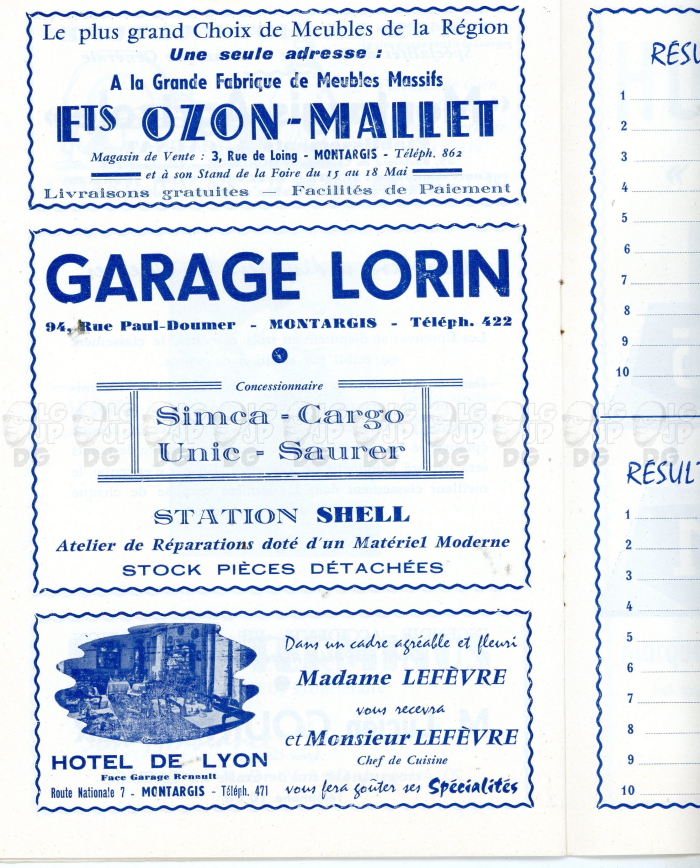 Le plus grand Choix de Meubles de la Région
Une seule adresse :
A la Grande Fabrique de Meubles Massifs
ETS OZON-MALLET
Magasin de Vente : 3, Rue de Loing - MONTARGIS - Téléph. 862
et à son Stand de la Foire du 15 au 18 Mai
Livraisons gratuites — Facilités de Paiement
GARAGE LORIN
94, Rue Paul-Doumer - MONTARGIS - Téléph. 422
Concessionnaire
Simca - Cargo
Unic - Saurer
STATION SHELL
Atelier de Réparations doté d'un Matériel Moderne
STOCK PIÈCES DÉTACHÉES
HOTEL DE LYON
Face Garage Renault
Route Nationale 7 - MONTARGIS - Téléph. 471
Dans un cadre agréable et fleuri
Madame LEFÈVRE
vous recevra
et Monsieur LEFÈVRE
Chef de Cuisine
vous fera goûter ses Spécialités
RÉSU
1
2
3
4
5
6
7
8
9
10
RÉSULT
1
2
3
4
5
6
7
8
9
10